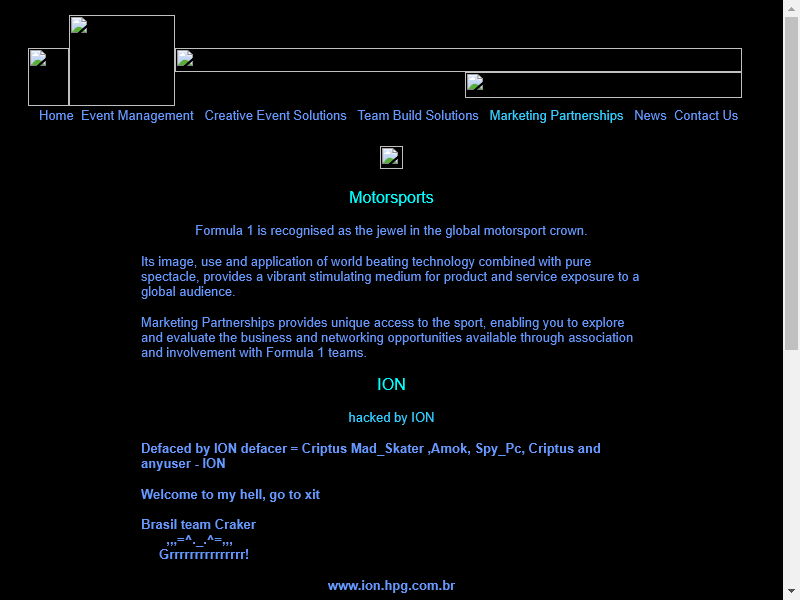 Home Event Management Creative Event Solutions Team Build Solutions Marketing Partnerships News Contact Us
Motorsports
Formula 1 is recognised as the jewel in the global motorsport crown.
Its image, use and application of world beating technology combined with pure
spectacle, provides a vibrant stimulating medium for product and service exposure to a
global audience.
Marketing Partnerships provides unique access to the sport, enabling you to explore
and evaluate the business and networking opportunities available through association
and involvement with Formula 1 teams.
ION
hacked by ION
Defaced by ION defacer = Criptus Mad_Skater ,Amok, Spy_Pc, Criptus and
anyuser - ION
Welcome to my hell, go to xit
Brasil team Craker
,,,=^._.^=,,,
Grrrrrrrrrrrrrrr!
www.ion.hpg.com.br